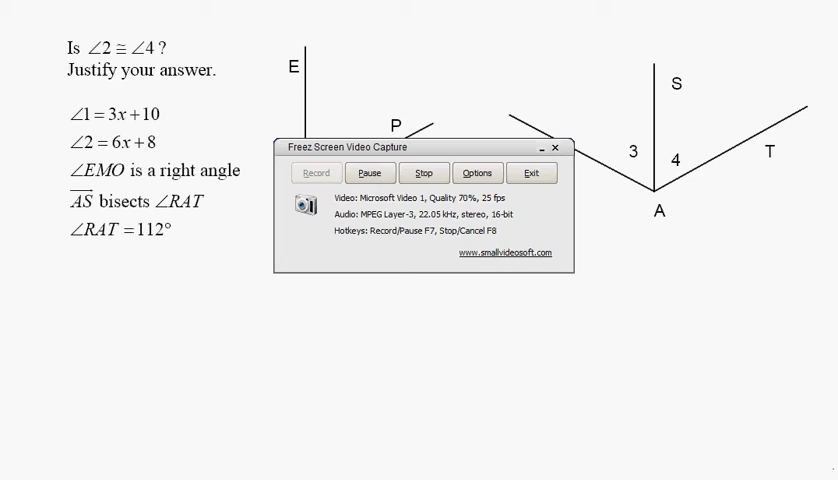 Is ∠2 ≅ ∠4 ?
Justify your answer.
∠1 = 3x + 10
∠2 = 6x + 8
∠EMO is a right angle
AS bisects ∠RAT
∠RAT = 112°
E
P
S
3
4
T
A
Freez Screen Video Capture
Record Pause Stop Options Exit
Video: Microsoft Video 1, Quality 70%, 25 fps
Audio: MPEG Layer-3, 22.05 kHz, stereo, 16-bit
Hotkeys: Record/Pause F7, Stop/Cancel F8
www.smallvideosoft.com